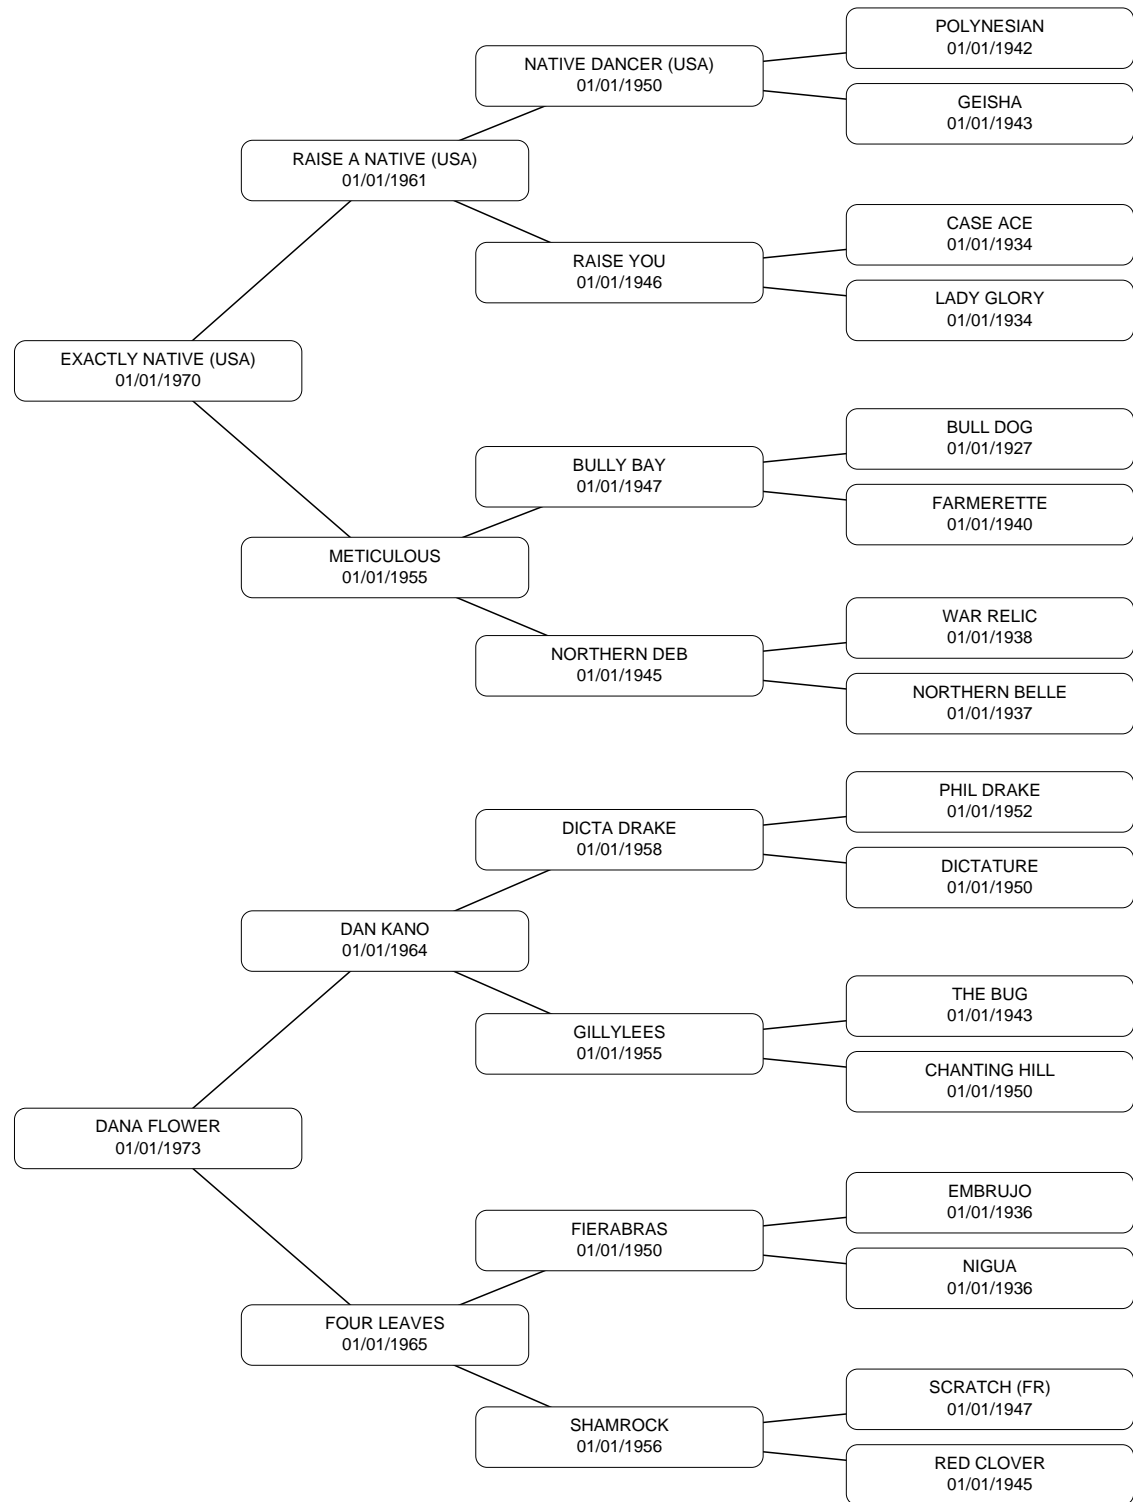 POLYNESIAN
01/01/1942
NATIVE DANCER (USA)
01/01/1950
GEISHA
01/01/1943
RAISE A NATIVE (USA)
01/01/1961
CASE ACE
01/01/1934
RAISE YOU
01/01/1946
LADY GLORY
01/01/1934
EXACTLY NATIVE (USA)
01/01/1970
BULL DOG
01/01/1927
BULLY BAY
01/01/1947
FARMERETTE
01/01/1940
METICULOUS
01/01/1955
WAR RELIC
01/01/1938
NORTHERN DEB
01/01/1945
NORTHERN BELLE
01/01/1937
PHIL DRAKE
01/01/1952
DICTA DRAKE
01/01/1958
DICTATURE
01/01/1950
DAN KANO
01/01/1964
THE BUG
01/01/1943
GILLYLEES
01/01/1955
CHANTING HILL
01/01/1950
DANA FLOWER
01/01/1973
EMBRUJO
01/01/1936
FIERABRAS
01/01/1950
NIGUA
01/01/1936
FOUR LEAVES
01/01/1965
SCRATCH (FR)
01/01/1947
SHAMROCK
01/01/1956
RED CLOVER
01/01/1945